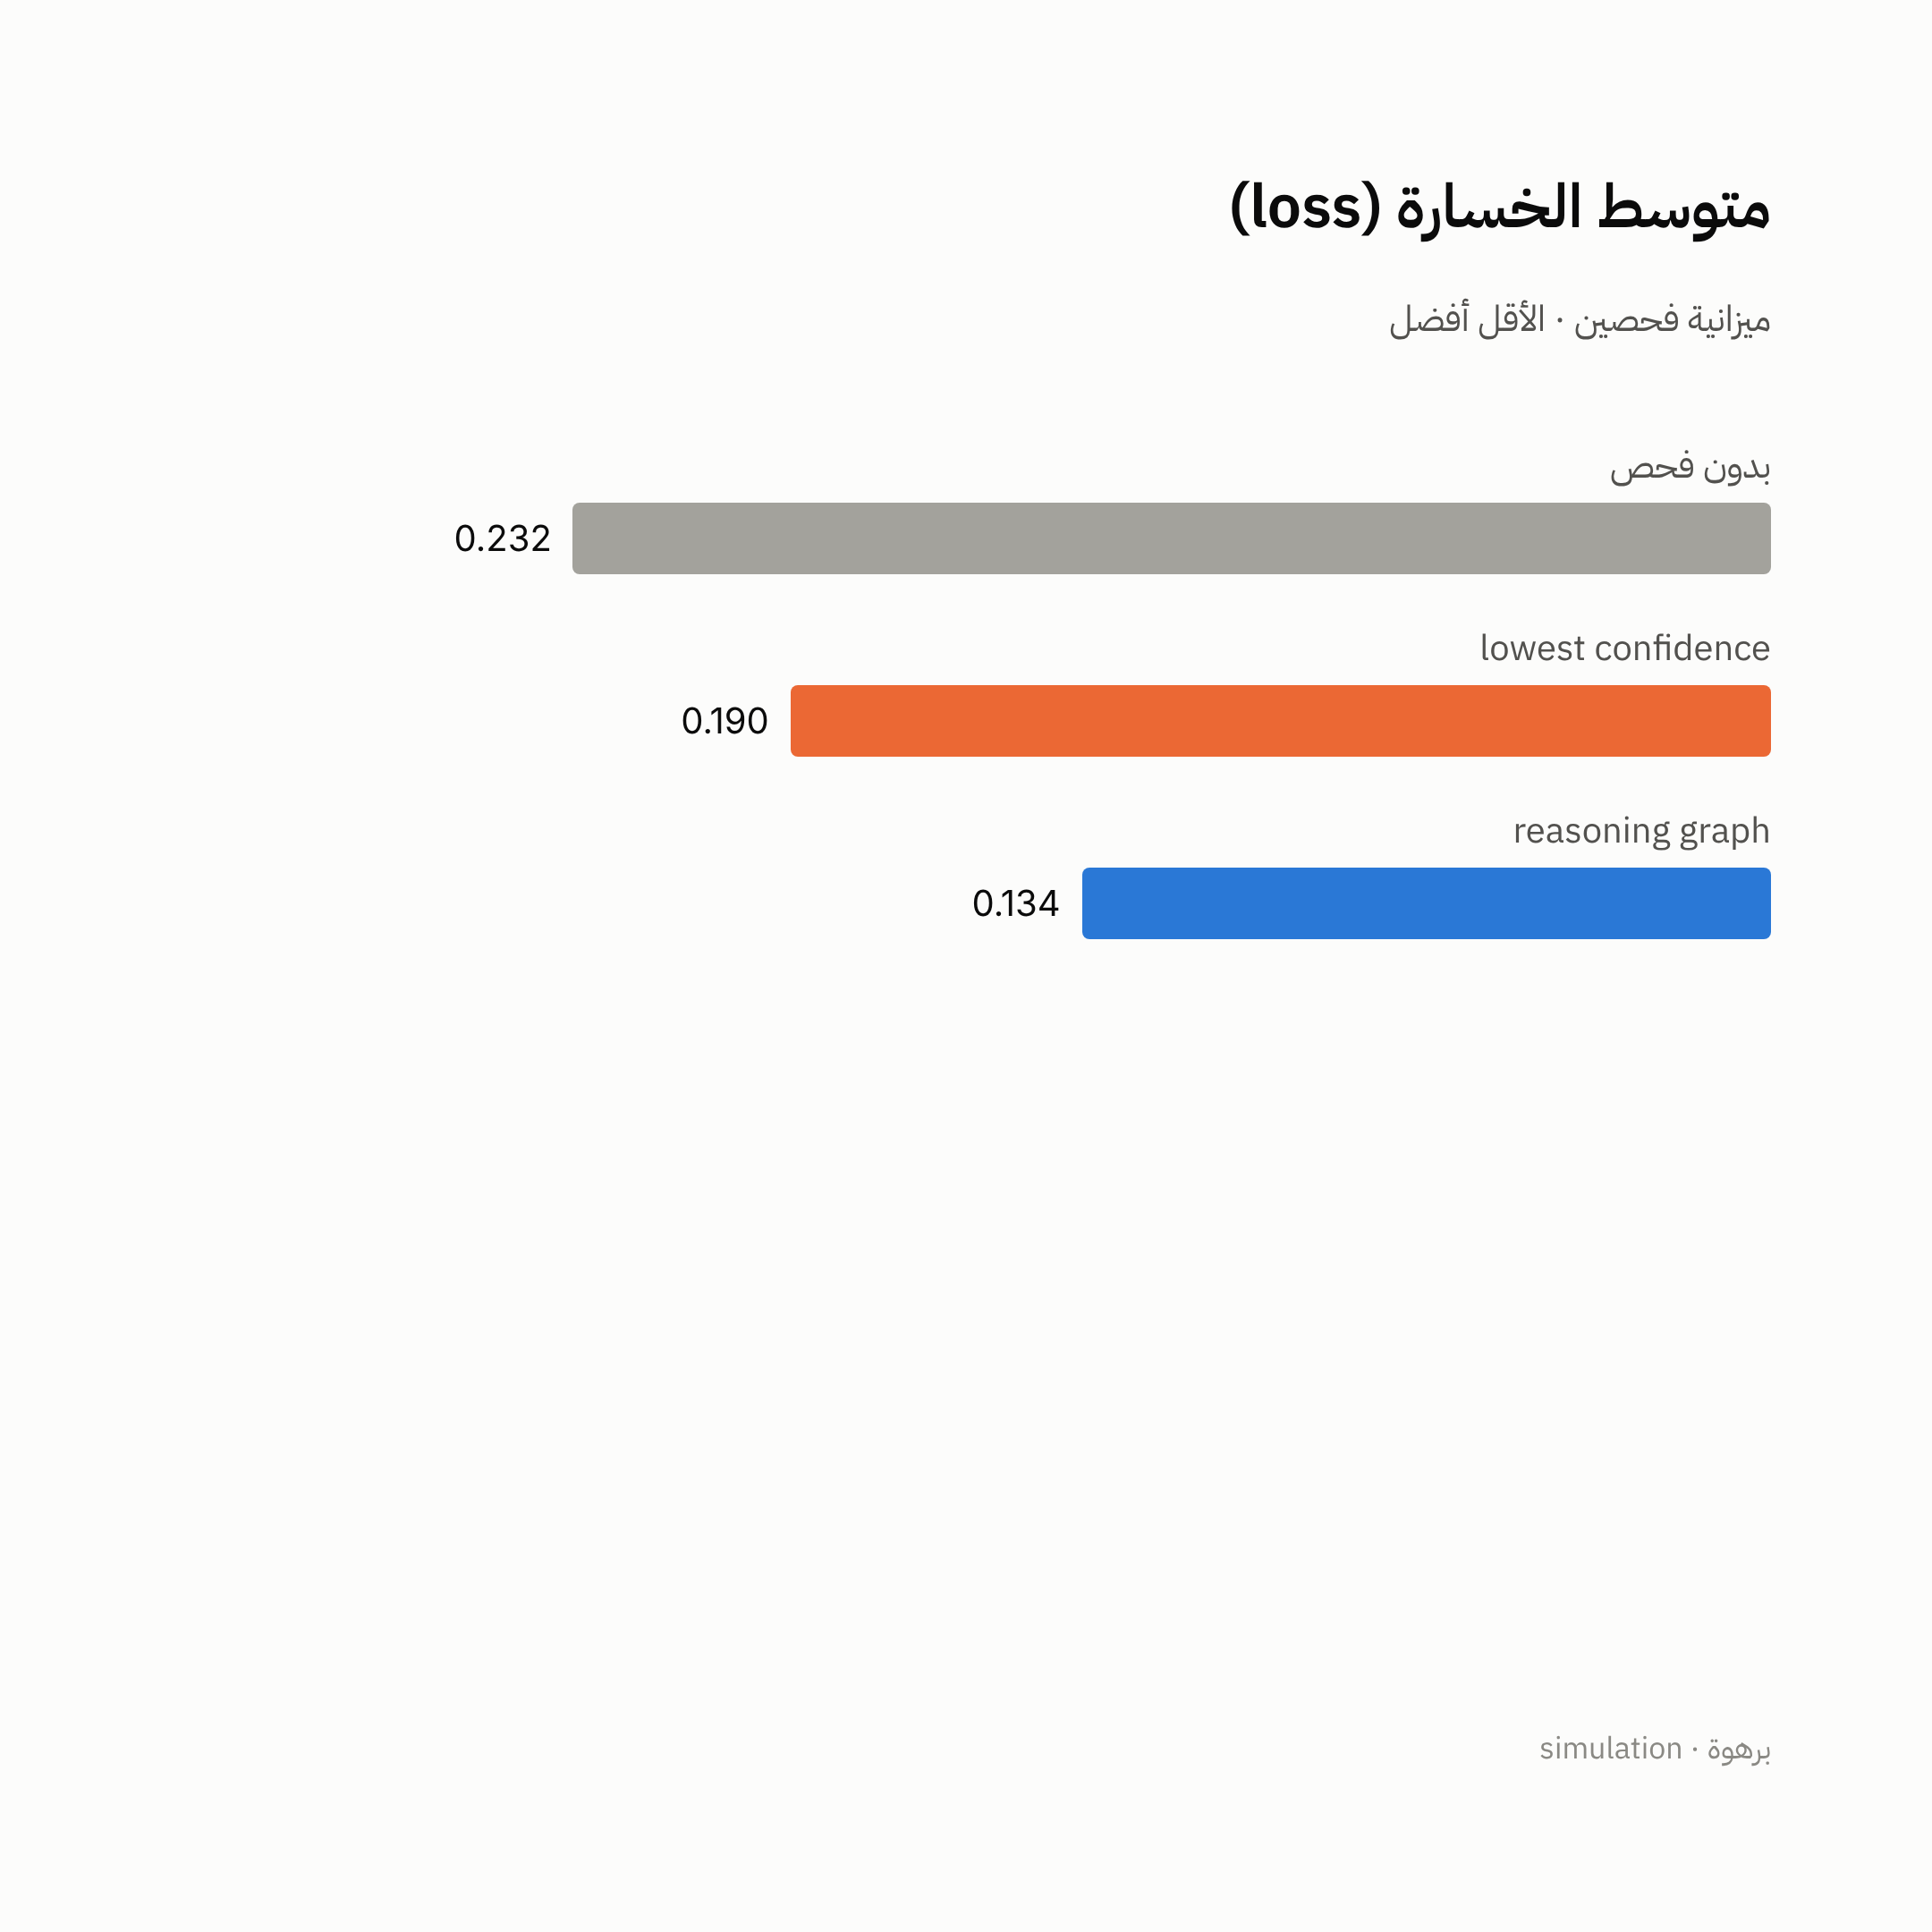 متوسط الخسارة (loss)
ميزانية فحصين · الأقل أفضل
بدون فحص
0.232
lowest confidence
0.190
reasoning graph
0.134
برهوة · simulation